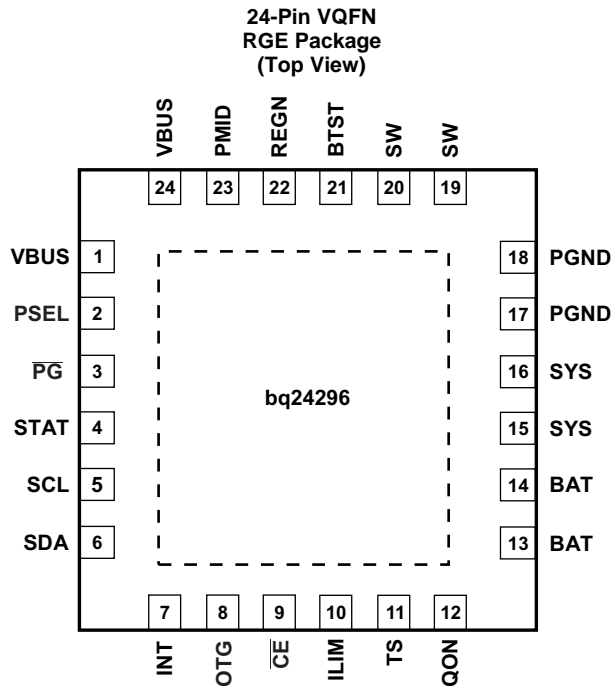 24-Pin VQFN
RGE Package
(Top View)
VBUS
PMID
REGN
BTST
SW
SW
24
23
22
21
20
19
VBUS
1
PSEL
2
P̅G̅
3
STAT
4
SCL
5
SDA
6
bq24296
18
PGND
17
PGND
16
SYS
15
SYS
14
BAT
13
BAT
7
8
9
10
11
12
INT
OTG
C̅E̅
ILIM
TS
QON